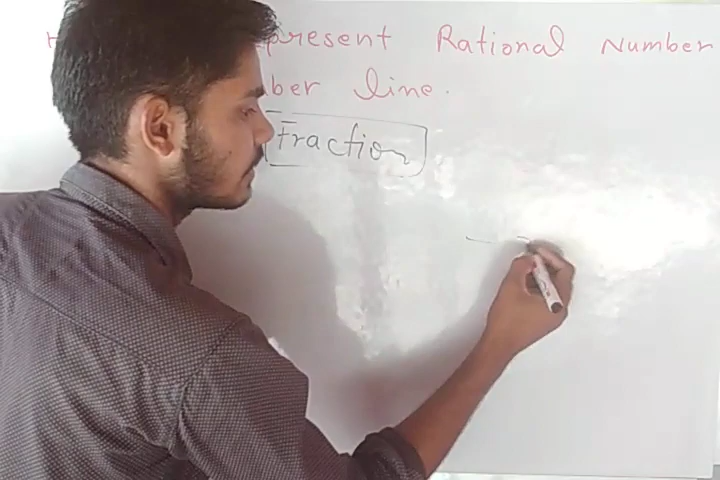 present Rational Number
ber line.
Fraction